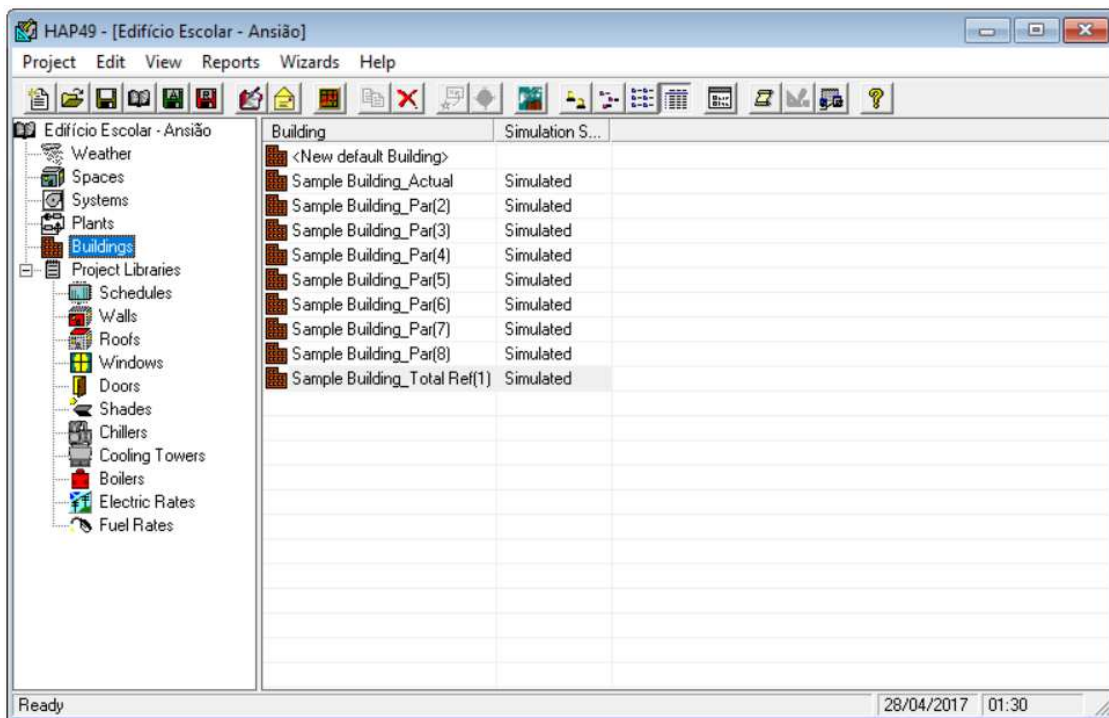 HAP49 - [Edifício Escolar - Ansião]
Project Edit View Reports Wizards Help
Edifício Escolar - Ansião
Weather
Spaces
Systems
Plants
Buildings
Project Libraries
Schedules
Walls
Roofs
Windows
Doors
Shades
Chillers
Cooling Towers
Boilers
Electric Rates
Fuel Rates
Building Simulation S...
<New default Building>
Sample Building_Actual Simulated
Sample Building_Par(2) Simulated
Sample Building_Par(3) Simulated
Sample Building_Par(4) Simulated
Sample Building_Par(5) Simulated
Sample Building_Par(6) Simulated
Sample Building_Par(7) Simulated
Sample Building_Par(8) Simulated
Sample Building_Total Ref(1) Simulated
Ready 28/04/2017 01:30